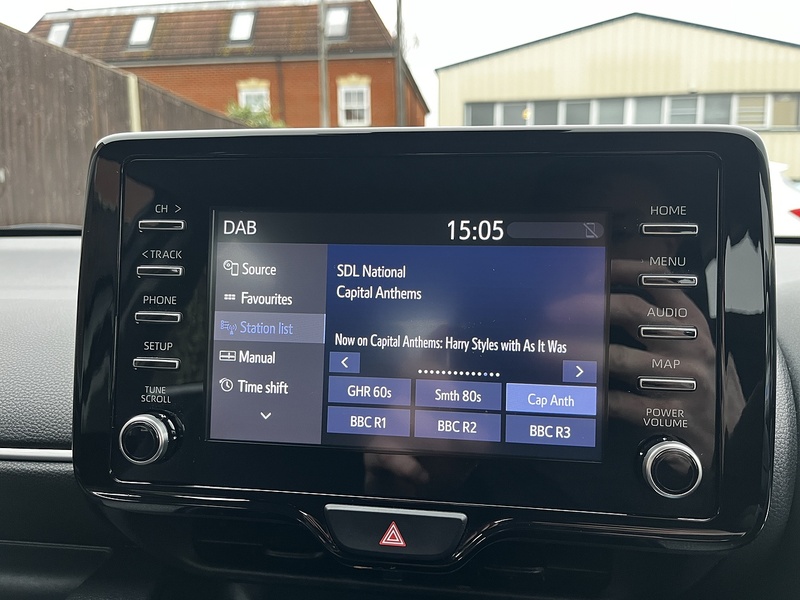 CH >
< TRACK
PHONE
SETUP
TUNE
SCROLL
DAB
15:05
Source
Favourites
Station list
Manual
Time shift
SDL National
Capital Anthems
Now on Capital Anthems: Harry Styles with As It Was
< >
GHR 60s Smth 80s Cap Anth
BBC R1 BBC R2 BBC R3
HOME
MENU
AUDIO
MAP
POWER
VOLUME